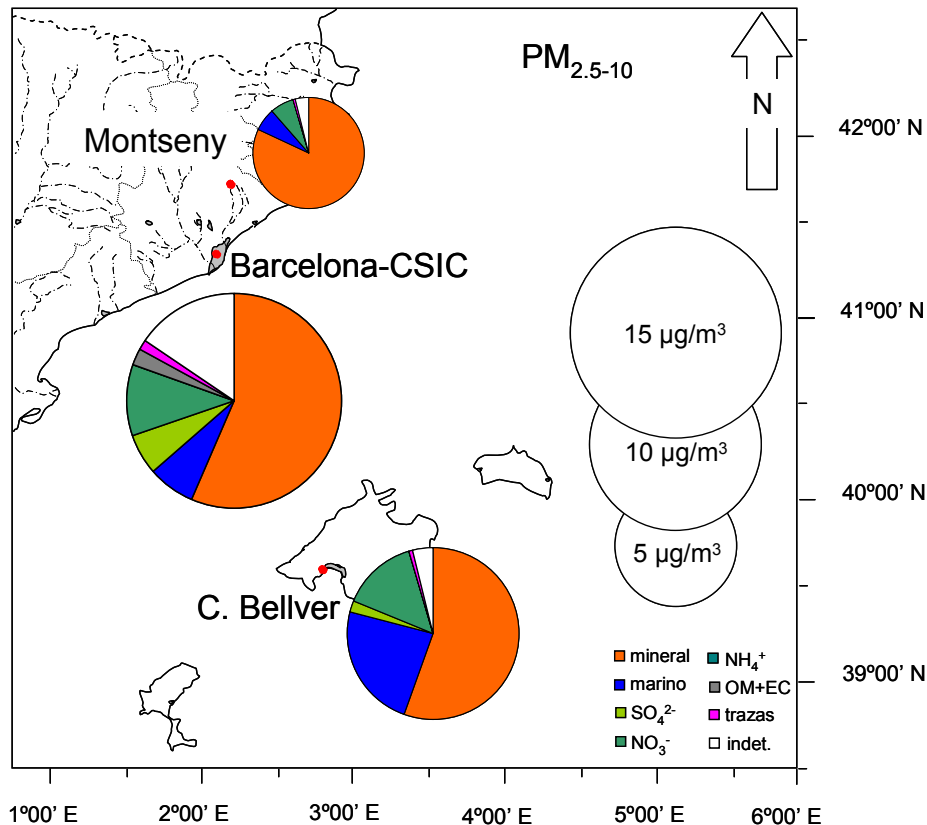 PM₂.₅₋₁₀
N
Montseny
42º00’ N
Barcelona-CSIC
41º00’ N
15 µg/m³
10 µg/m³
40º00’ N
5 µg/m³
C. Bellver
mineral
NH₄⁺
marino
OM+EC
39º00’ N
SO₄²⁻
trazas
NO₃⁻
indet.
1º00’ E
2º00’ E
3º00’ E
4º00’ E
5º00’ E
6º00’ E